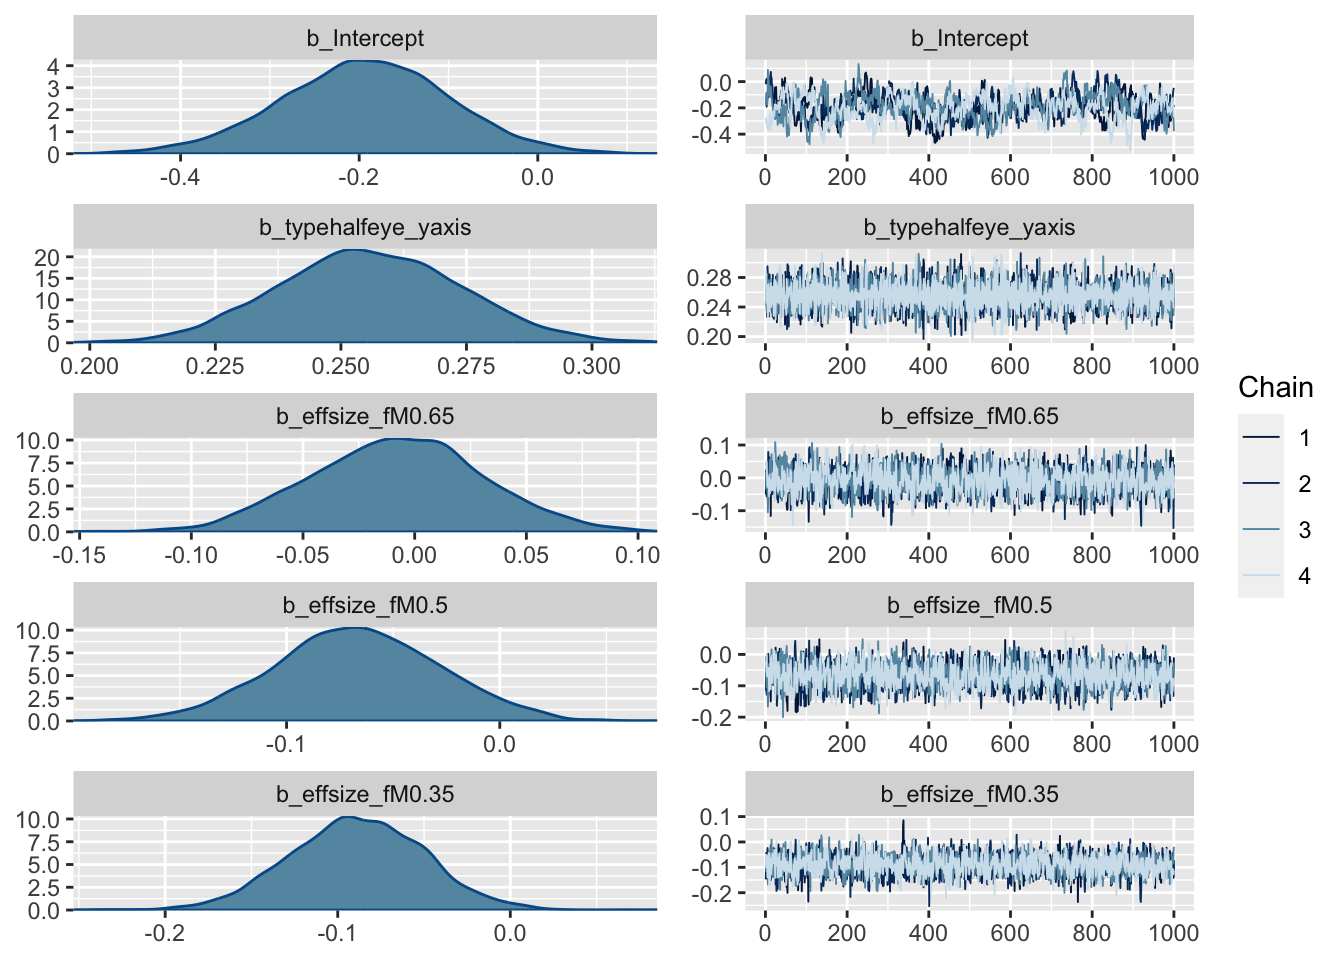 b_Intercept
4
3
2
1
0
-0.4 -0.2 0.0
b_Intercept
0.0
-0.2
-0.4
0 200 400 600 800 1000
b_typehalfeye_yaxis
20
15
10
5
0
0.200 0.225 0.250 0.275 0.300
b_typehalfeye_yaxis
0.28
0.24
0.20
0 200 400 600 800 1000
b_effsize_fM0.65
10.0
7.5
5.0
2.5
0.0
-0.15 -0.10 -0.05 0.00 0.05 0.10
b_effsize_fM0.65
0.1
0.0
-0.1
0 200 400 600 800 1000
b_effsize_fM0.5
10.0
7.5
5.0
2.5
0.0
-0.1 0.0
b_effsize_fM0.5
0.0
-0.1
-0.2
0 200 400 600 800 1000
b_effsize_fM0.35
10.0
7.5
5.0
2.5
0.0
-0.2 -0.1 0.0
b_effsize_fM0.35
0.1
0.0
-0.1
-0.2
0 200 400 600 800 1000
Chain
1
2
3
4